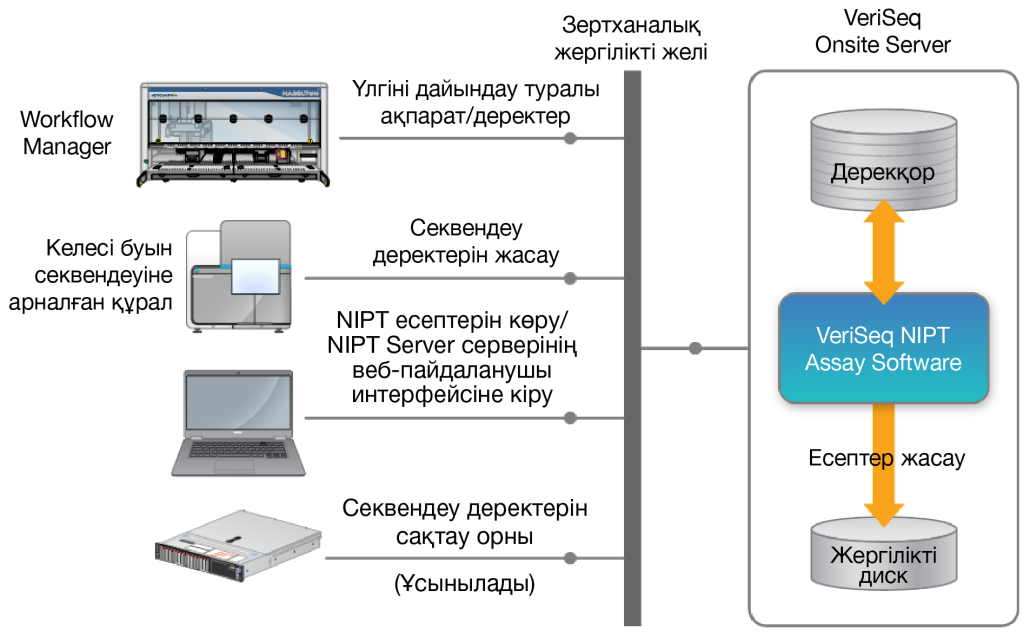 Зертханалық
жергілікті желі
VeriSeq
Onsite Server
Workflow
Manager
HAMILTON
Үлгіні дайындау туралы
ақпарат/деректер
Дерекқор
Келесі буын
секвендеуіне
арналған құрал
Секвендеу
деректерін жасау
NIPT есептерін көру/
NIPT Server серверінің
веб-пайдаланушы
интерфейсіне кіру
VeriSeq NIPT
Assay Software
Есептер жасау
Секвендеу деректерін
сақтау орны
(Ұсынылады)
Жергілікті
диск